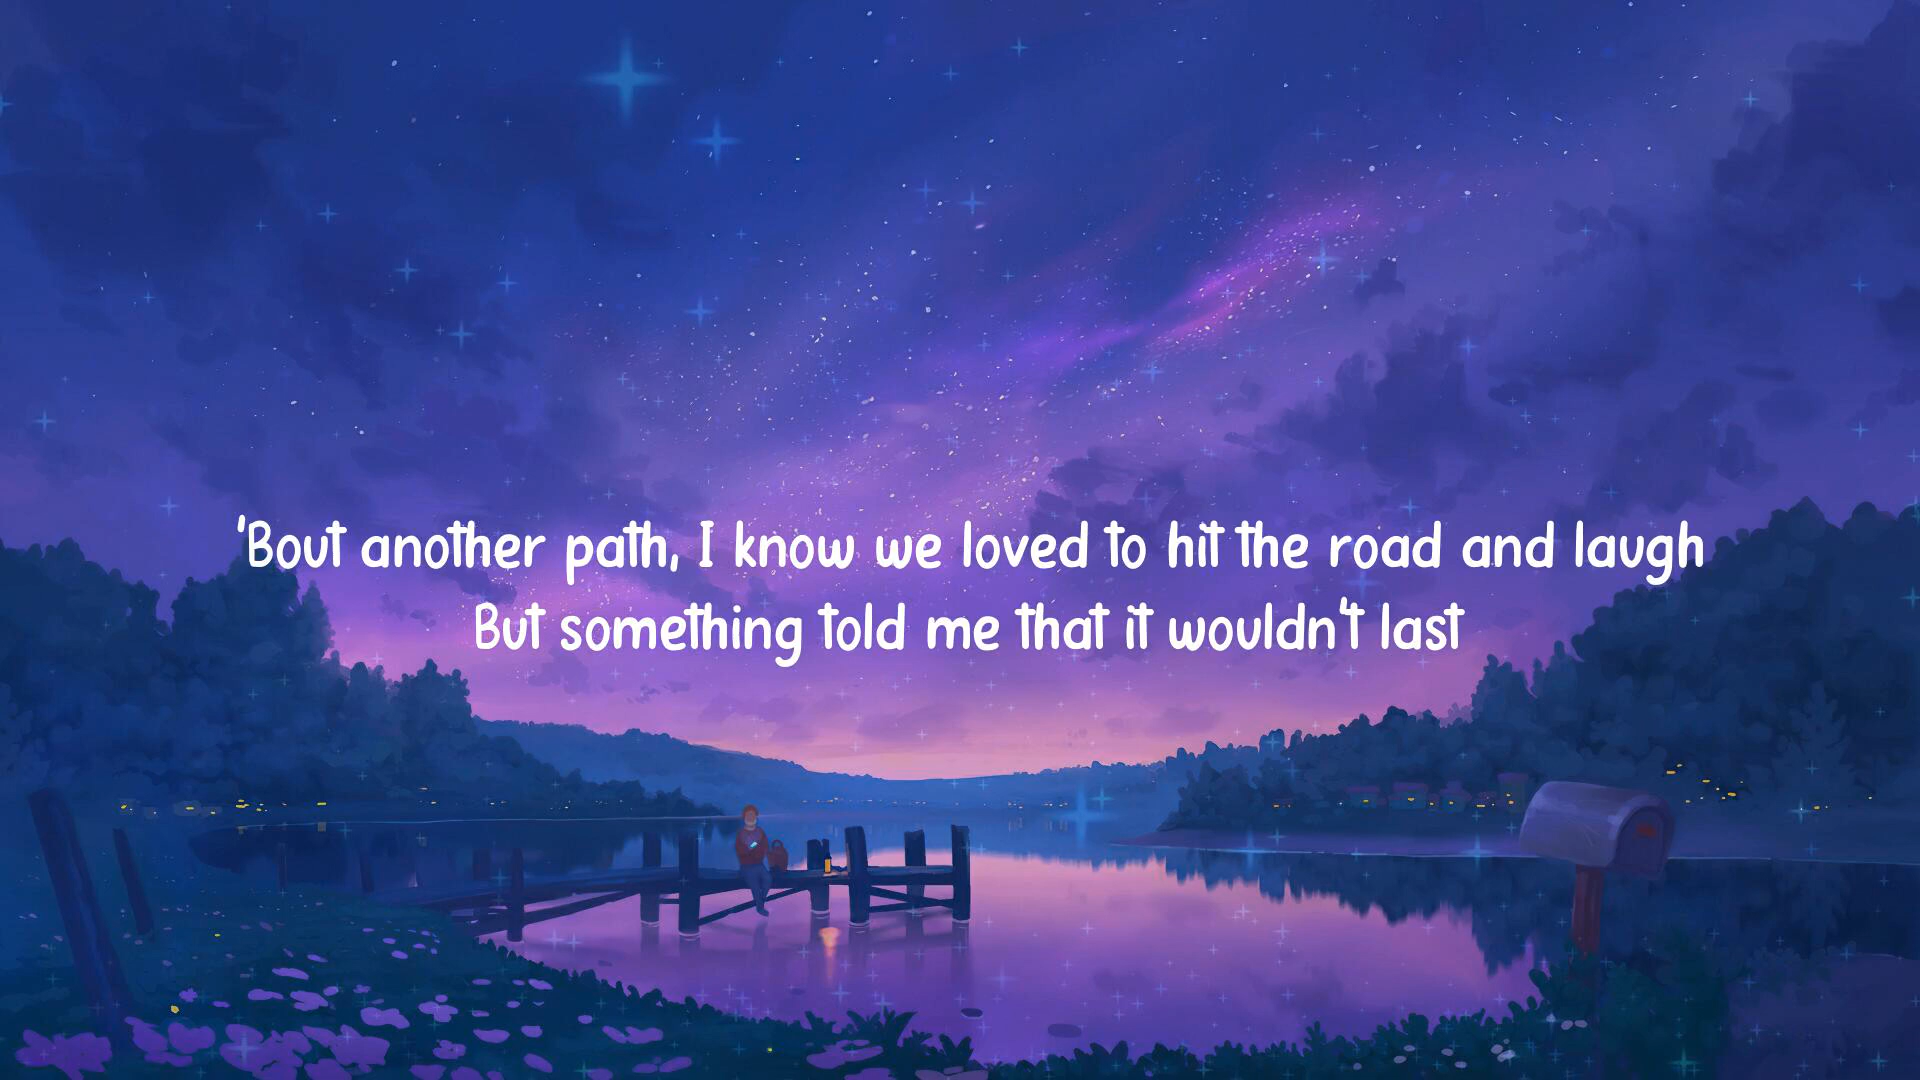 'Bout another path, I know we loved to hit the road and laugh
But something told me that it wouldn't last